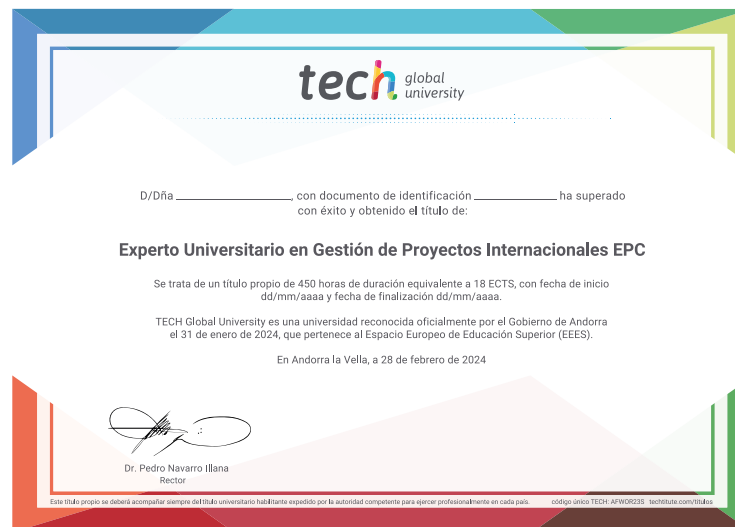 tech global
university
D/Dña ____________________, con documento de identificación ______________ ha superado
con éxito y obtenido el título de:
Experto Universitario en Gestión de Proyectos Internacionales EPC
Se trata de un título propio de 450 horas de duración equivalente a 18 ECTS, con fecha de inicio
dd/mm/aaaa y fecha de finalización dd/mm/aaaa.
TECH Global University es una universidad reconocida oficialmente por el Gobierno de Andorra
el 31 de enero de 2024, que pertenece al Espacio Europeo de Educación Superior (EEES).
En Andorra la Vella, a 28 de febrero de 2024
Dr. Pedro Navarro Illana
Rector
Este título propio se deberá acompañar siempre del título universitario habilitante expedido por la autoridad competente para ejercer profesionalmente en cada país. código único TECH: AFWOR23S techtitute.com/titulos